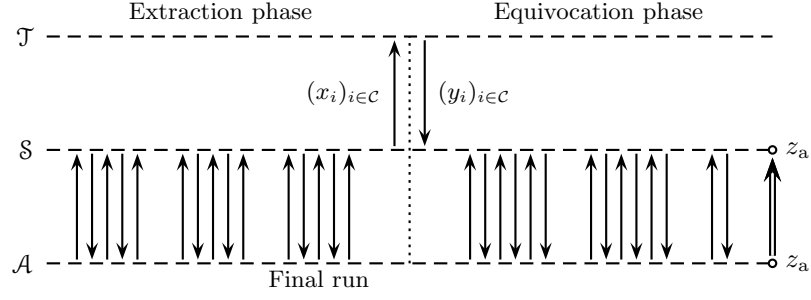 Extraction phase Equivocation phase
𝒯
(x_i)_{i∈𝒞} (y_i)_{i∈𝒞}
𝒮 z_a
𝒜 z_a
Final run